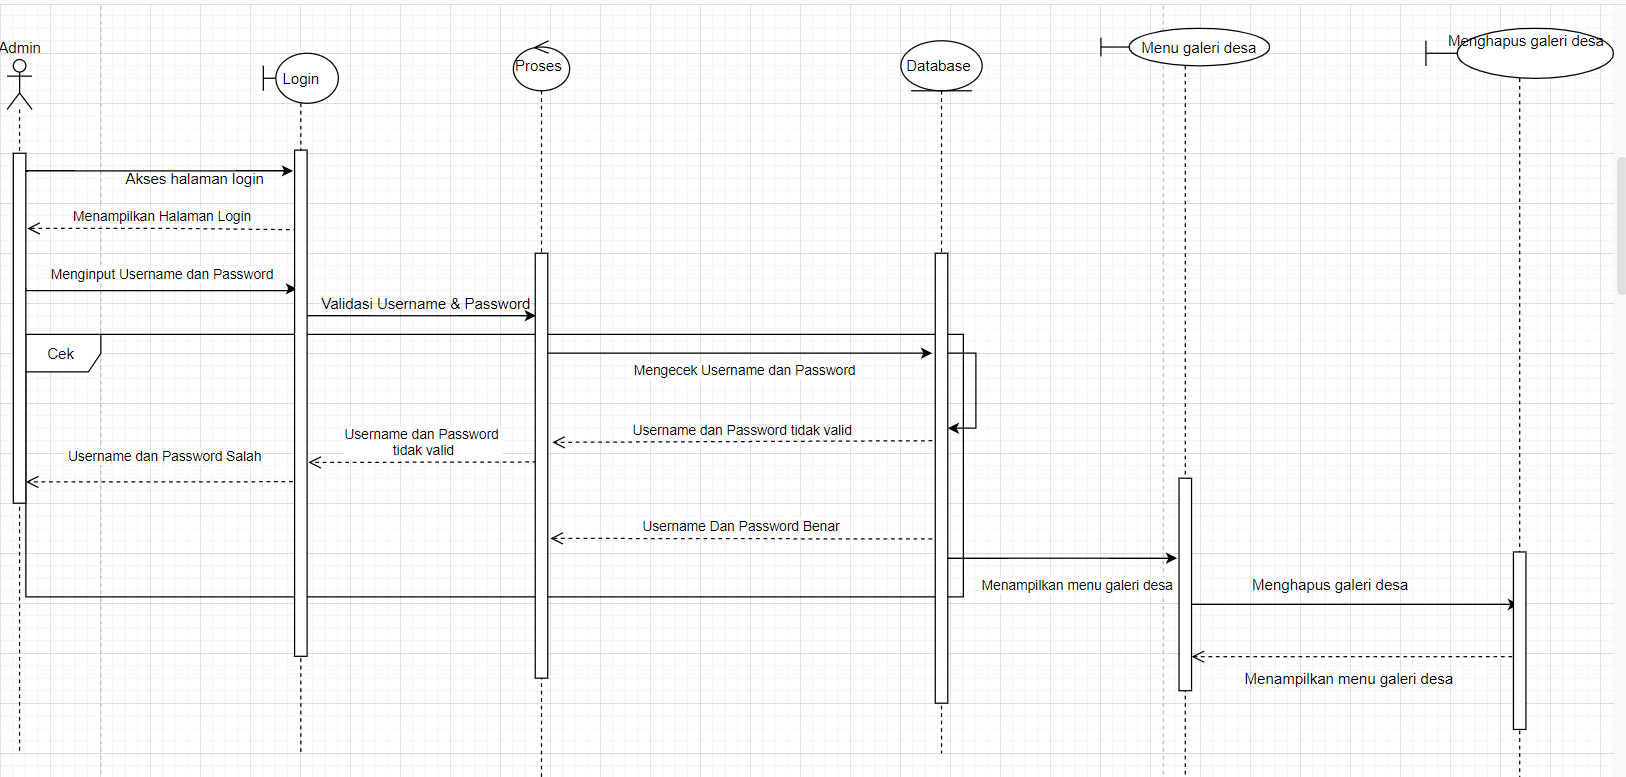 Admin
Login
Proses
Database
Menu galeri desa
Menghapus galeri desa
Akses halaman login
Menampilkan Halaman Login
Menginput Username dan Password
Validasi Username & Password
Cek
Mengecek Username dan Password
Username dan Password tidak valid
Username dan Password
tidak valid
Username dan Password Salah
Username Dan Password Benar
Menampilkan menu galeri desa
Menghapus galeri desa
Menampilkan menu galeri desa